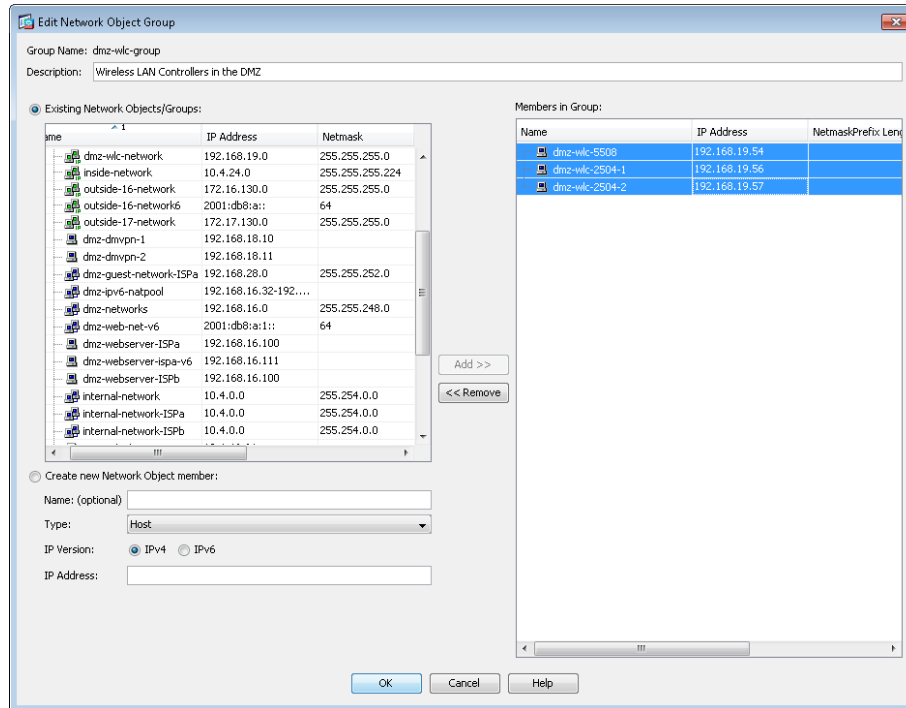 Edit Network Object Group
Group Name: dmz-wlc-group
Description: Wireless LAN Controllers in the DMZ
Existing Network Objects/Groups:
ame 1 IP Address Netmask
dmz-wlc-network 192.168.19.0 255.255.255.0
inside-network 10.4.24.0 255.255.255.224
outside-16-network 172.16.130.0 255.255.255.0
outside-16-network6 2001:db8:a:: 64
outside-17-network 172.17.130.0 255.255.255.0
dmz-dmvpn-1 192.168.18.10
dmz-dmvpn-2 192.168.18.11
dmz-guest-network-ISPa 192.168.28.0 255.255.252.0
dmz-ipv6-natpool 192.168.16.32-192....
dmz-networks 192.168.16.0 255.255.248.0
dmz-web-net-v6 2001:db8:a:1:: 64
dmz-webserver-ISPa 192.168.16.100
dmz-webserver-ispa-v6 192.168.16.111
dmz-webserver-ISPb 192.168.16.100
internal-network 10.4.0.0 255.254.0.0
internal-network-ISPa 10.4.0.0 255.254.0.0
internal-network-ISPb 10.4.0.0 255.254.0.0
Create new Network Object member:
Name: (optional)
Type: Host
IP Version: IPv4 IPv6
IP Address:
Add >>
<< Remove
Members in Group:
Name IP Address NetmaskPrefix Leng
dmz-wlc-5508 192.168.19.54
dmz-wlc-2504-1 192.168.19.56
dmz-wlc-2504-2 192.168.19.57
OK Cancel Help